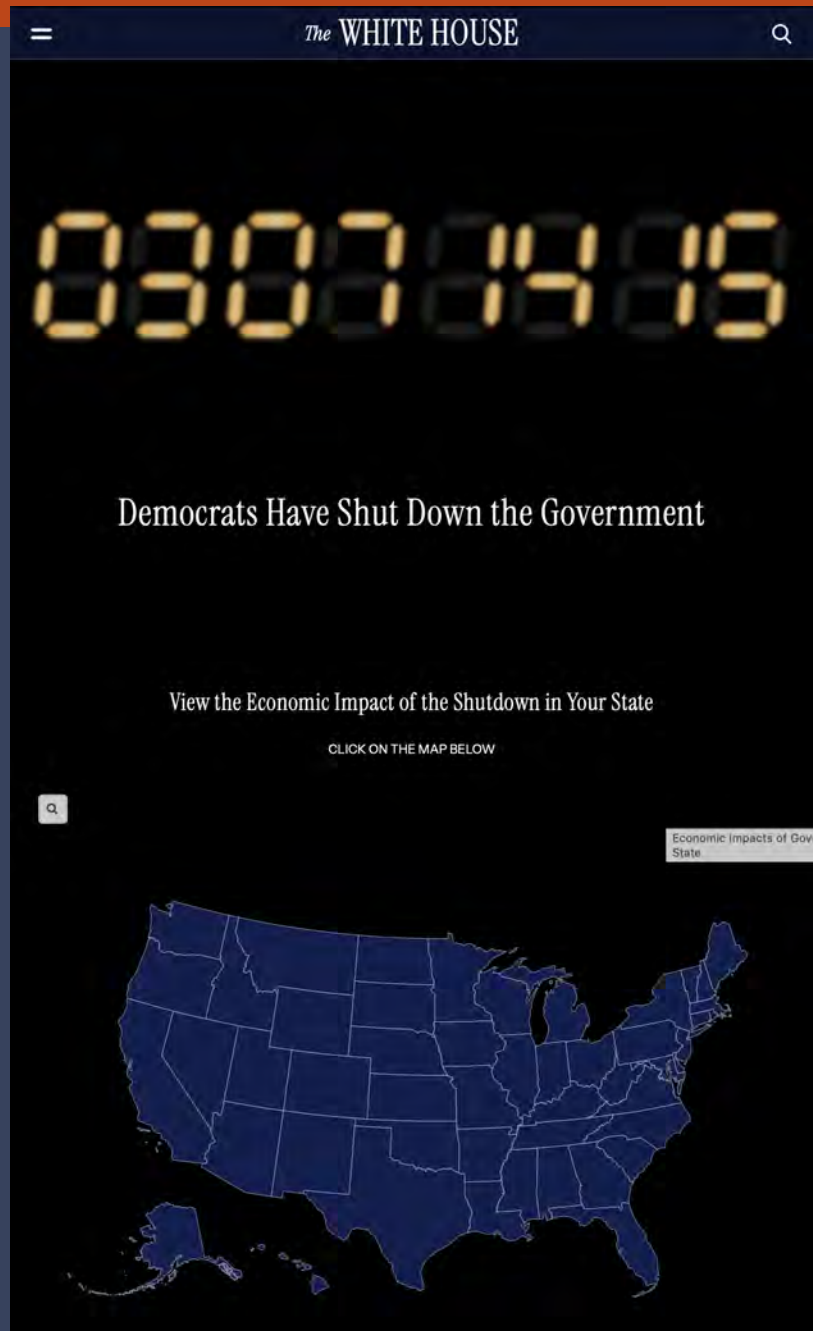 The WHITE HOUSE
03071415
Democrats Have Shut Down the Government
View the Economic Impact of the Shutdown in Your State
CLICK ON THE MAP BELOW
Economic Impacts of Gov
State